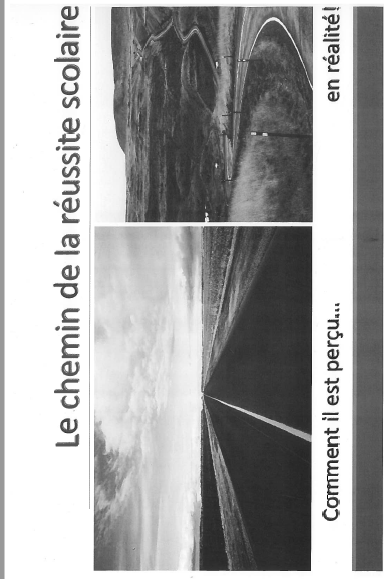 Le chemin de la réussite scolaire
Comment il est perçu...
en réalité!